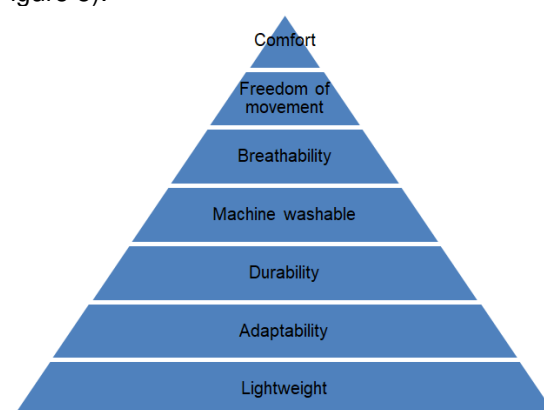 Comfort
Freedom of
movement
Breathability
Machine washable
Durability
Adaptability
Lightweight